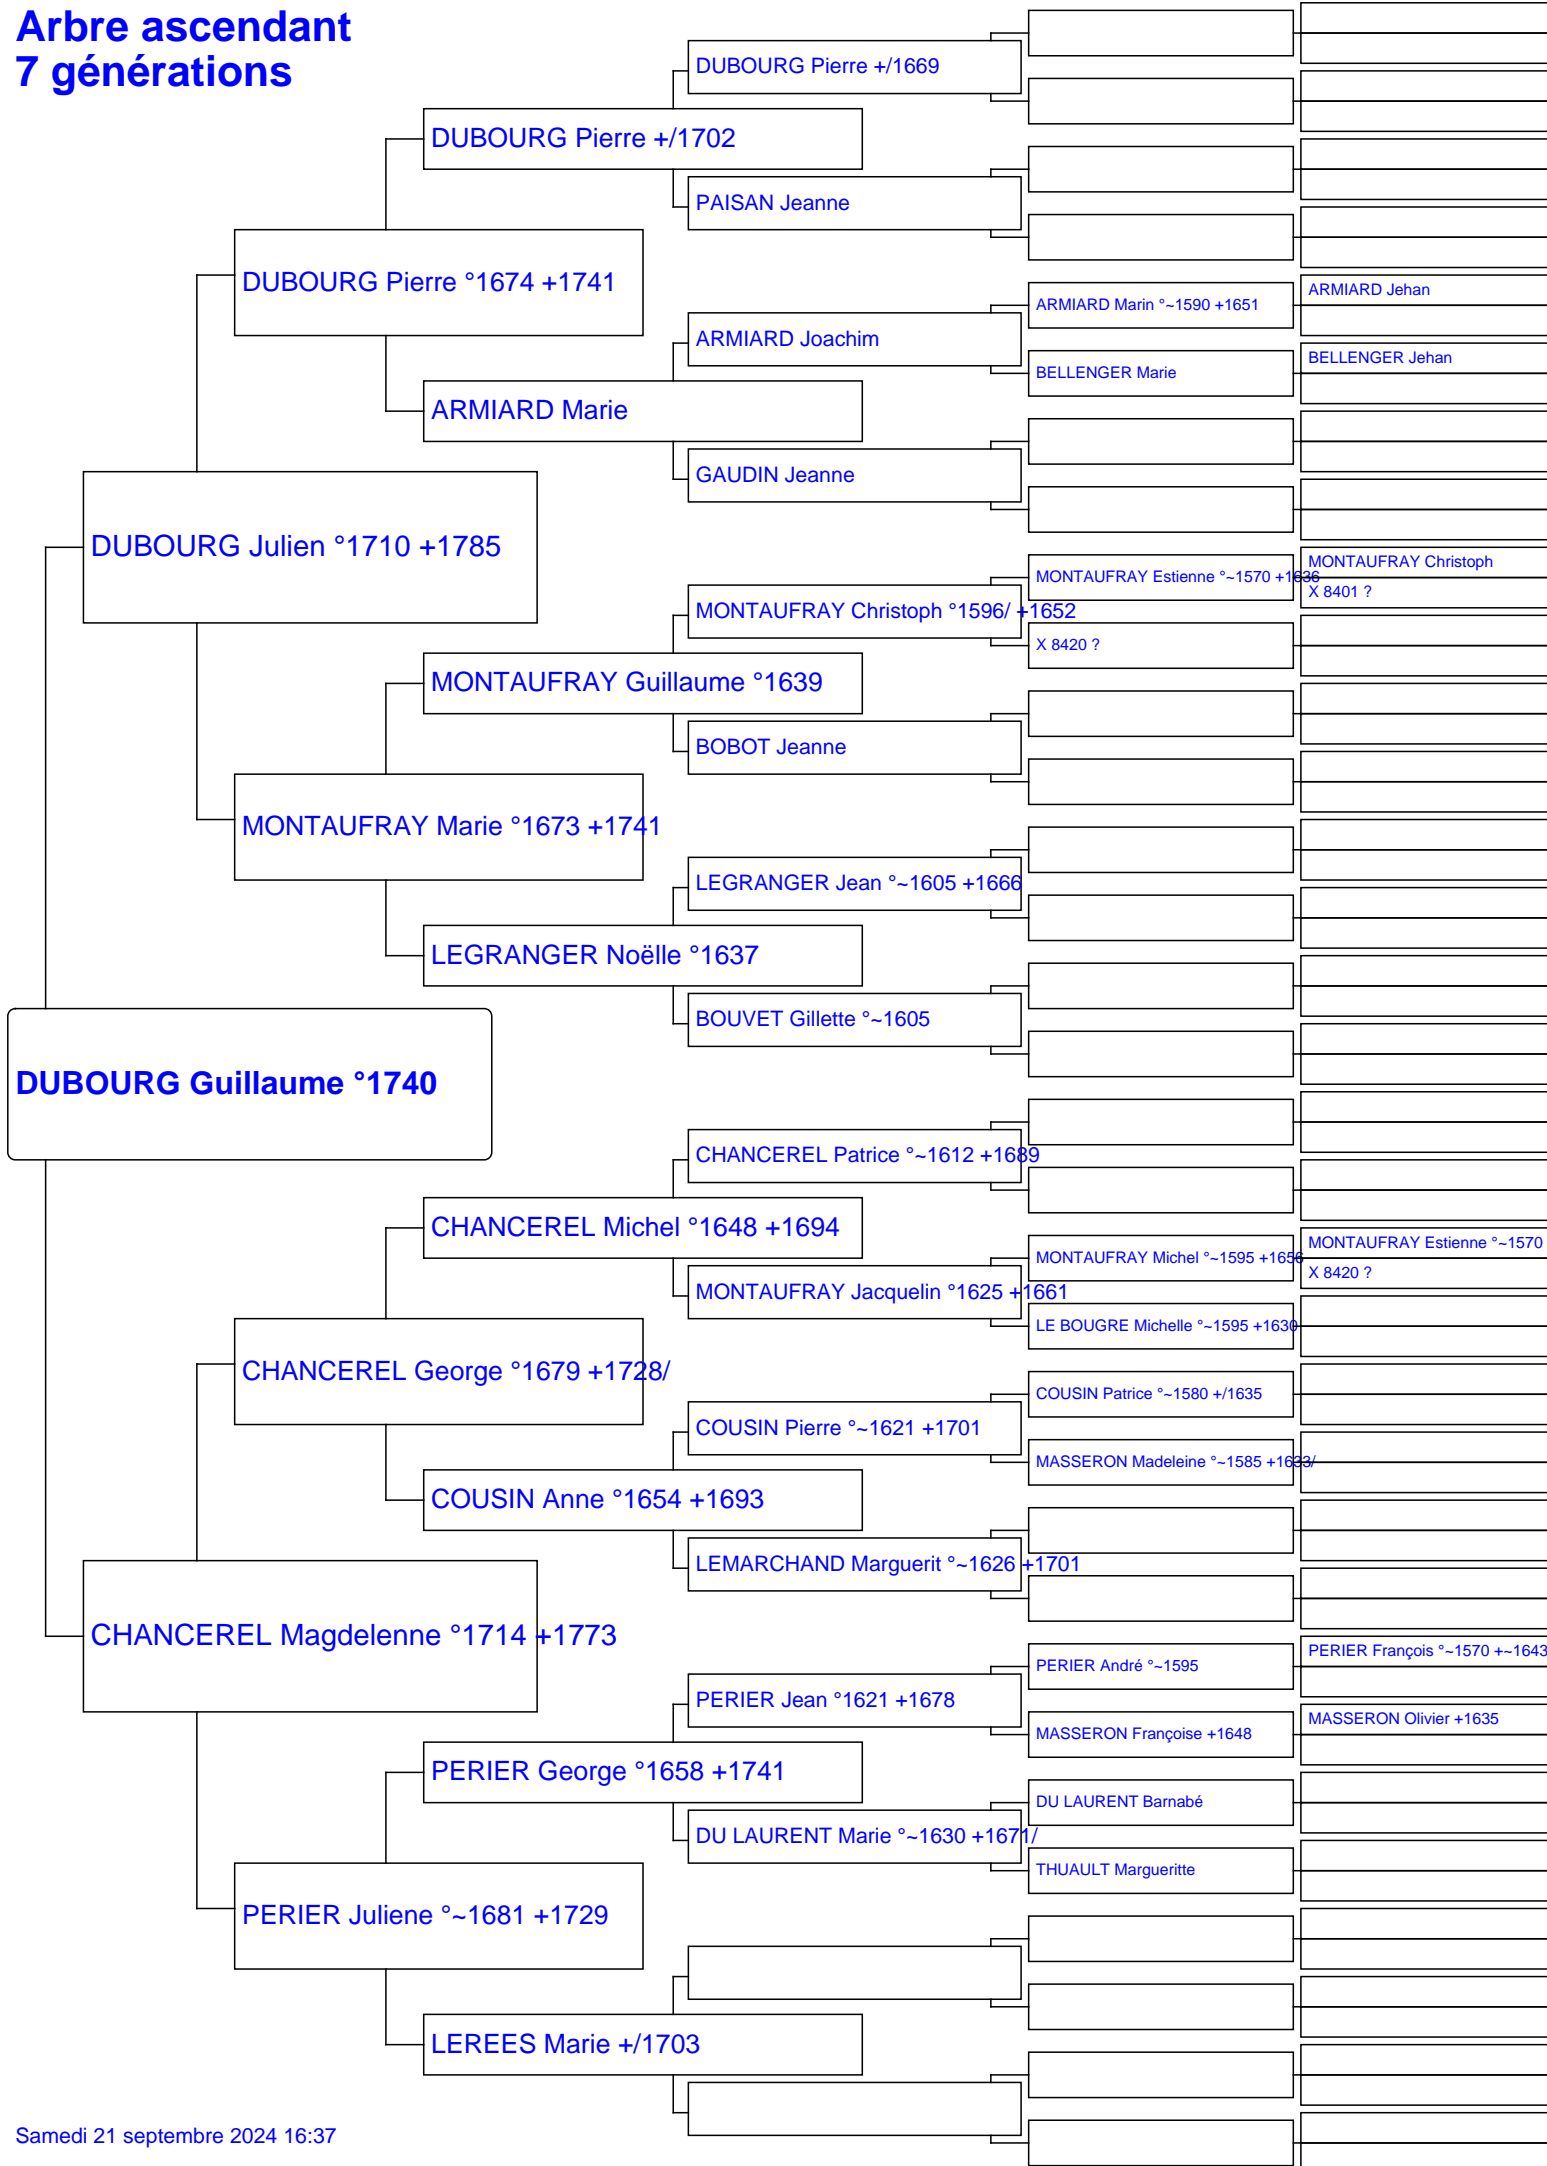 Arbre ascendant
7 générations
DUBOURG Pierre +/1669
DUBOURG Pierre +/1702
PAISAN Jeanne
DUBOURG Pierre °1674 +1741
ARMIARD Marin °~1590 +1651
ARMIARD Jehan
ARMIARD Joachim
BELLENGER Marie
BELLENGER Jehan
ARMIARD Marie
GAUDIN Jeanne
DUBOURG Julien °1710 +1785
MONTAUFRAY Estienne °~1570 +1636
MONTAUFRAY Christoph
X 8401 ?
MONTAUFRAY Christoph °1596/ +1652
X 8420 ?
MONTAUFRAY Guillaume °1639
BOBOT Jeanne
MONTAUFRAY Marie °1673 +1741
LEGRANGER Jean °~1605 +1666
LEGRANGER Noëlle °1637
BOUVET Gillette °~1605
DUBOURG Guillaume °1740
CHANCEREL Patrice °~1612 +1689
CHANCEREL Michel °1648 +1694
MONTAUFRAY Michel °~1595 +1656
MONTAUFRAY Estienne °~1570
X 8420 ?
MONTAUFRAY Jacquelin °1625 +1661
LE BOUGRE Michelle °~1595 +1630
CHANCEREL George °1679 +1728/
COUSIN Patrice °~1580 +/1635
COUSIN Pierre °~1621 +1701
MASSERON Madeleine °~1585 +1633/
COUSIN Anne °1654 +1693
LEMARCHAND Marguerit °~1626 +1701
CHANCEREL Magdelenne °1714 +1773
PERIER André °~1595
PERIER François °~1570 +~1643
PERIER Jean °1621 +1678
MASSERON Françoise +1648
MASSERON Olivier +1635
PERIER George °1658 +1741
DU LAURENT Barnabé
DU LAURENT Marie °~1630 +1671/
THUAULT Margueritte
PERIER Juliene °~1681 +1729
LEREES Marie +/1703
Samedi 21 septembre 2024 16:37